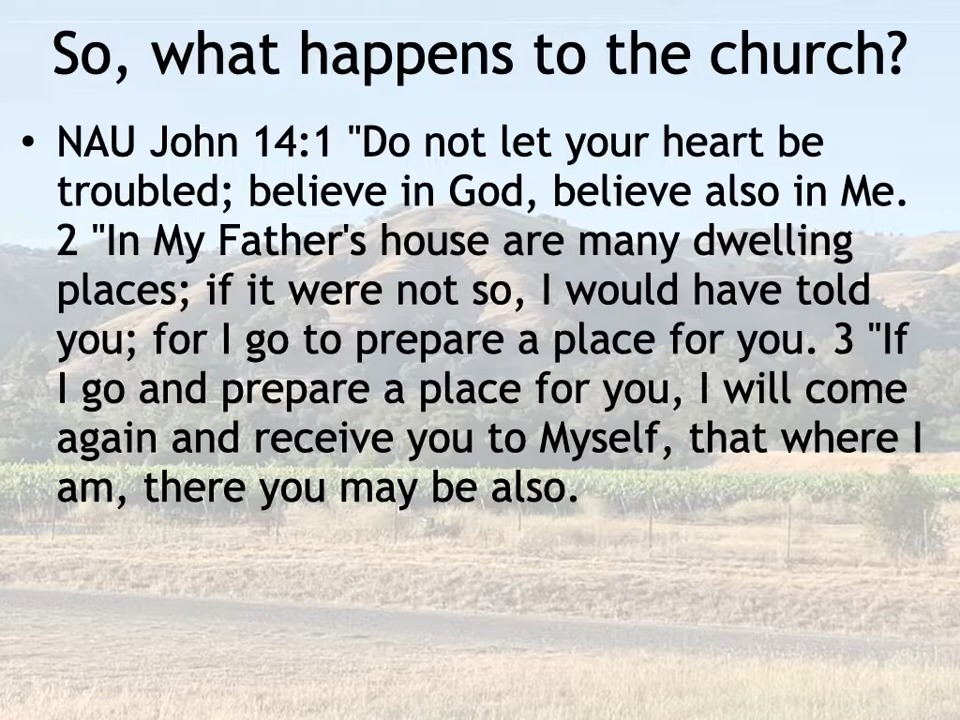 So, what happens to the church?
• NAU John 14:1 "Do not let your heart be
troubled; believe in God, believe also in Me.
2 "In My Father's house are many dwelling
places; if it were not so, I would have told
you; for I go to prepare a place for you. 3 "If
I go and prepare a place for you, I will come
again and receive you to Myself, that where I
am, there you may be also.